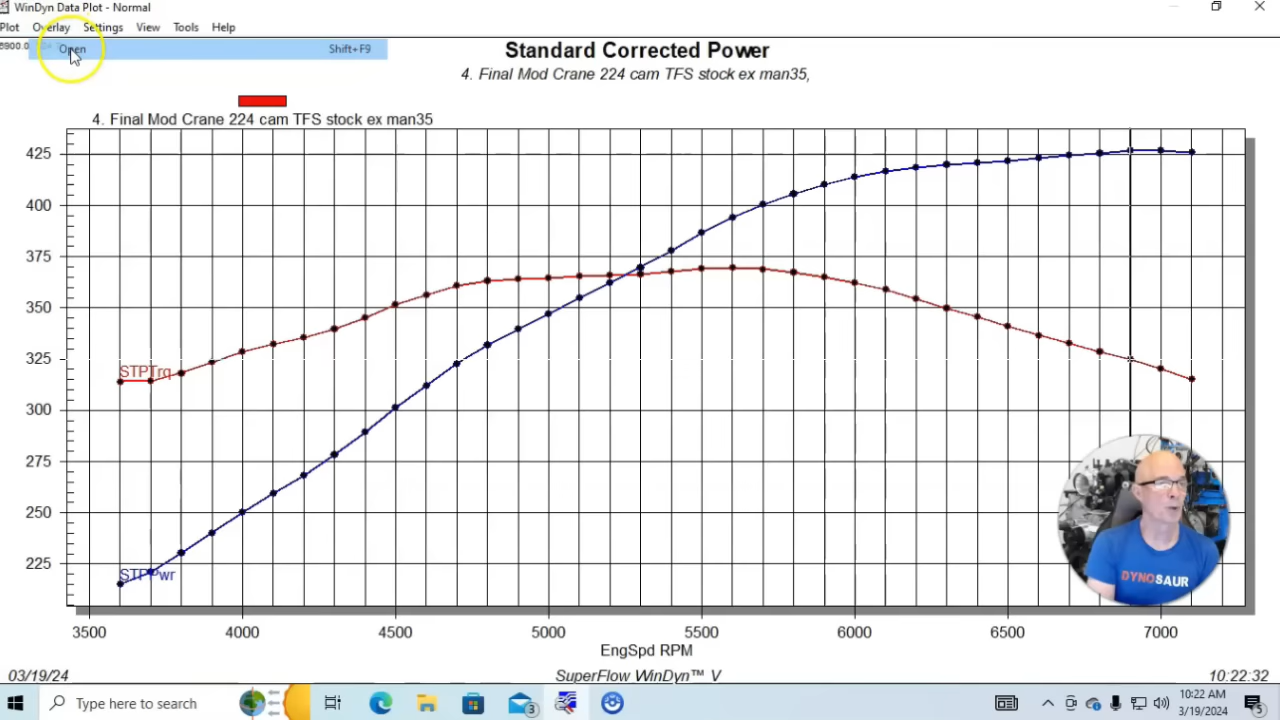 WinDyn Data Plot - Normal
Plot Overlay Settings View Tools Help
Open Shift+F9
Standard Corrected Power
4. Final Mod Crane 224 cam TFS stock ex man35,
4. Final Mod Crane 224 cam TFS stock ex man35
425
400
375
350
325
300
275
250
225
STPTrq
STPPwr
3500 4000 4500 5000 5500 6000 6500 7000
EngSpd RPM
DYNOSAUR
03/19/24 SuperFlow WinDyn™ V 10:22:32
Type here to search
3
10:22 AM
3/19/2024
5